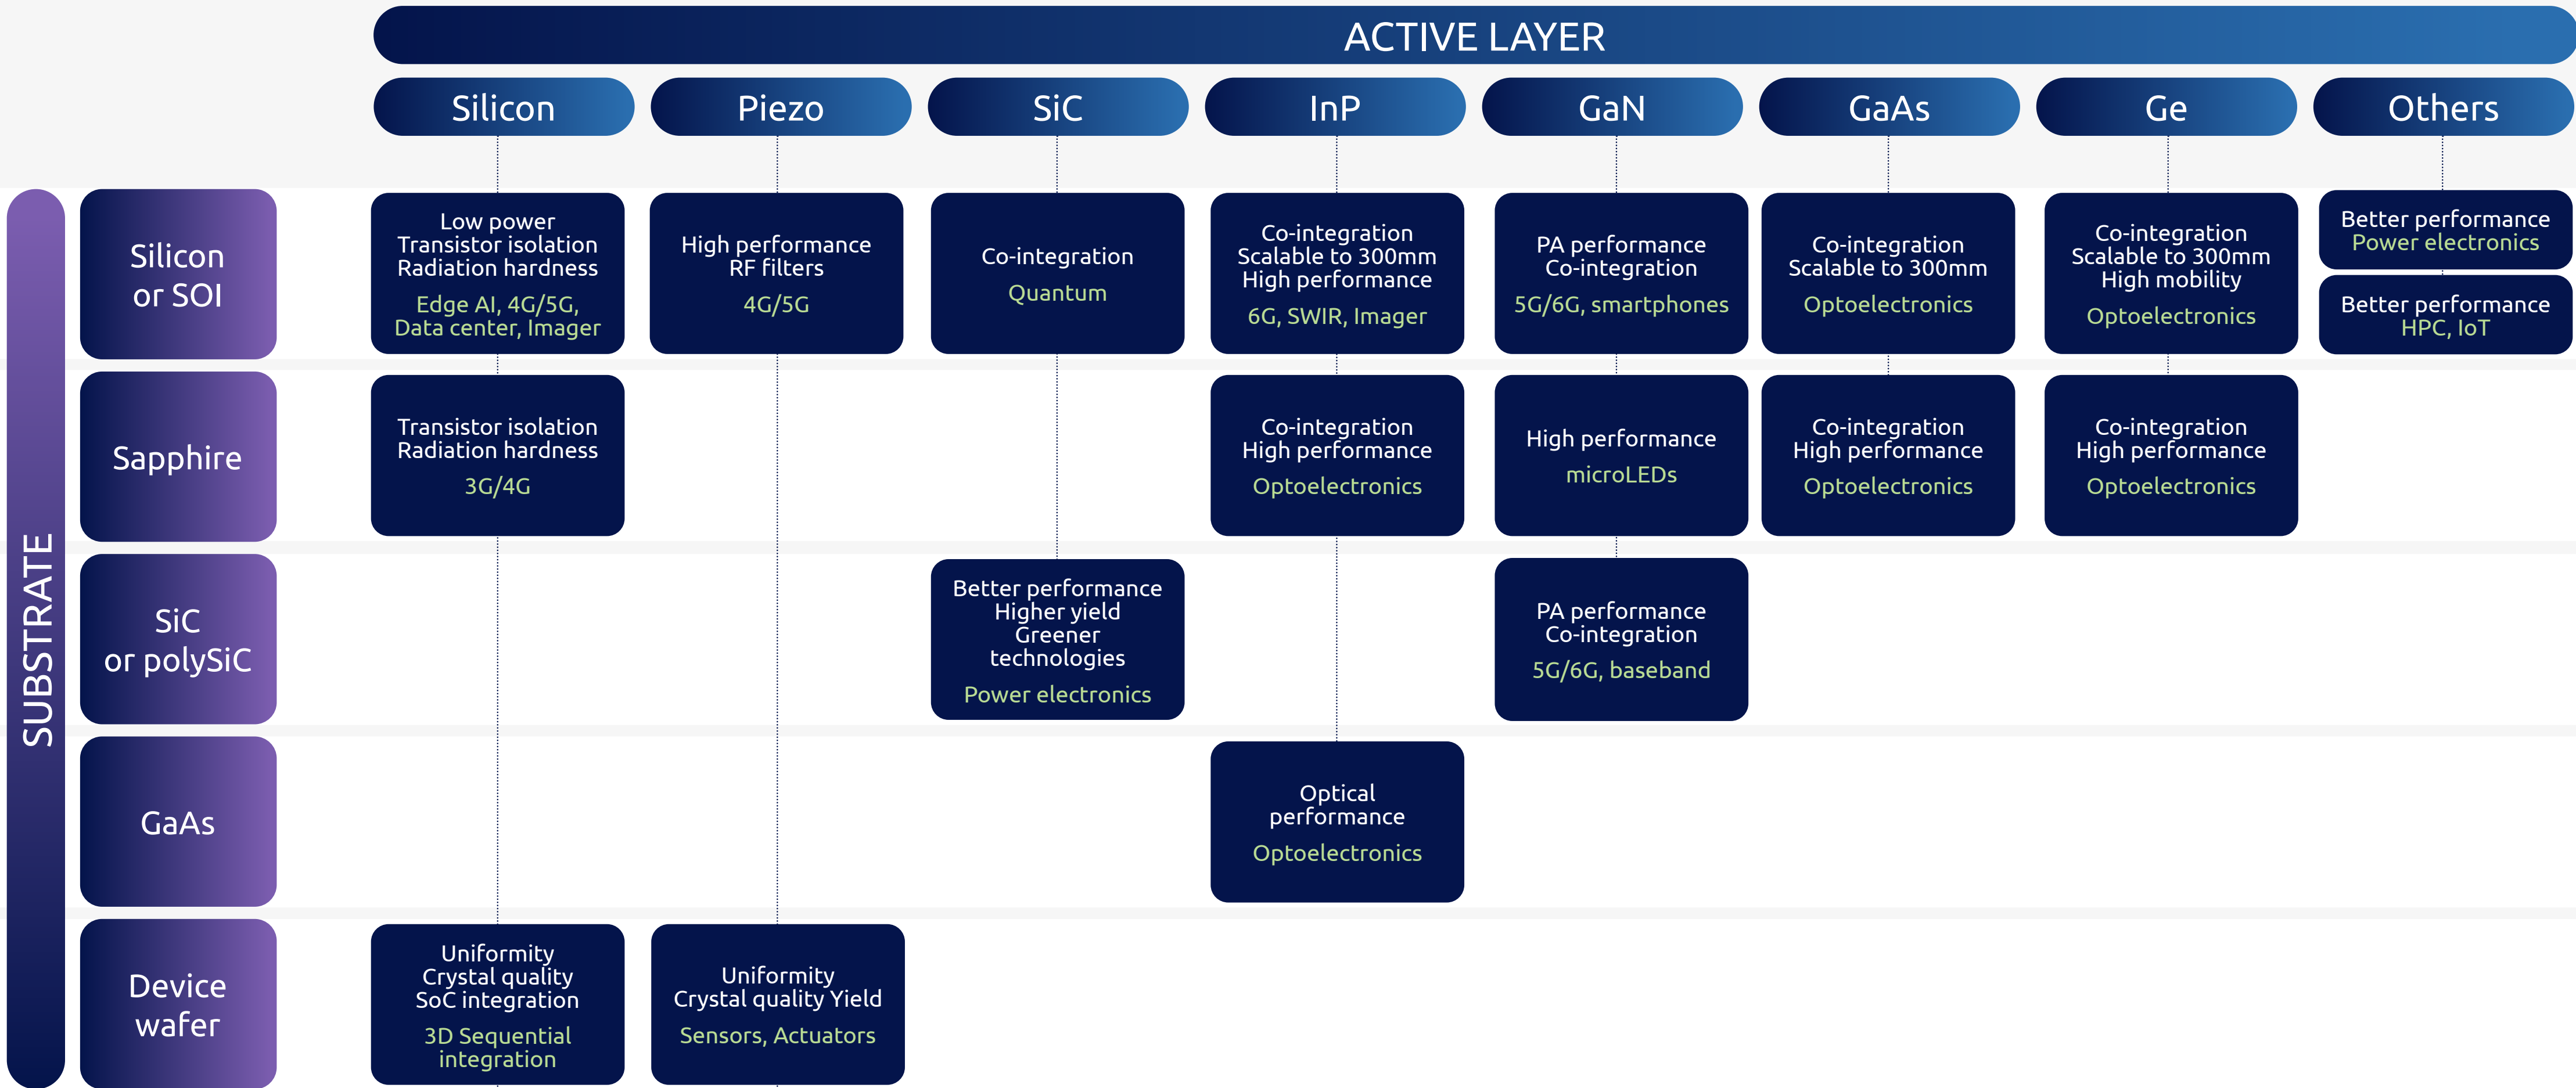 ACTIVE LAYER
Silicon
Piezo
SiC
InP
GaN
GaAs
Ge
Others
SUBSTRATE
Silicon
or SOI
Low power
Transistor isolation
Radiation hardness
Edge AI, 4G/5G,
Data center, Imager
High performance
RF filters
4G/5G
Co-integration
Quantum
Co-integration
Scalable to 300mm
High performance
6G, SWIR, Imager
PA performance
Co-integration
5G/6G, smartphones
Co-integration
Scalable to 300mm
Optoelectronics
Co-integration
Scalable to 300mm
High mobility
Optoelectronics
Better performance
Power electronics
Better performance
HPC, IoT
Sapphire
Transistor isolation
Radiation hardness
3G/4G
Co-integration
High performance
Optoelectronics
High performance
microLEDs
Co-integration
High performance
Optoelectronics
Co-integration
High performance
Optoelectronics
SiC
or polySiC
Better performance
Higher yield
Greener
technologies
Power electronics
PA performance
Co-integration
5G/6G, baseband
GaAs
Optical
performance
Optoelectronics
Device
wafer
Uniformity
Crystal quality
SoC integration
3D Sequential
integration
Uniformity
Crystal quality Yield
Sensors, Actuators